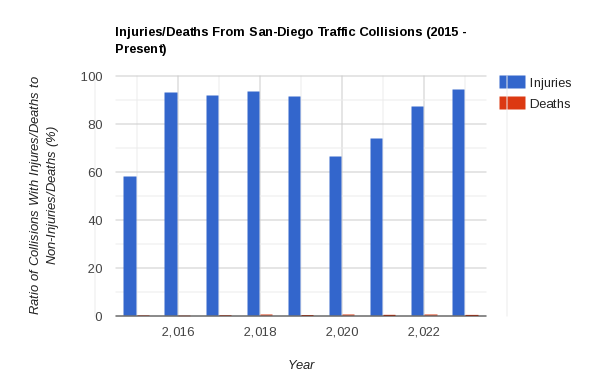 Injuries/Deaths From San-Diego Traffic Collisions (2015 -
Present)
Ratio of Collisions With Injures/Deaths to
Non-Injuries/Deaths (%)
100
80
60
40
20
0
2,016
2,018
2,020
2,022
Year
Injuries
Deaths